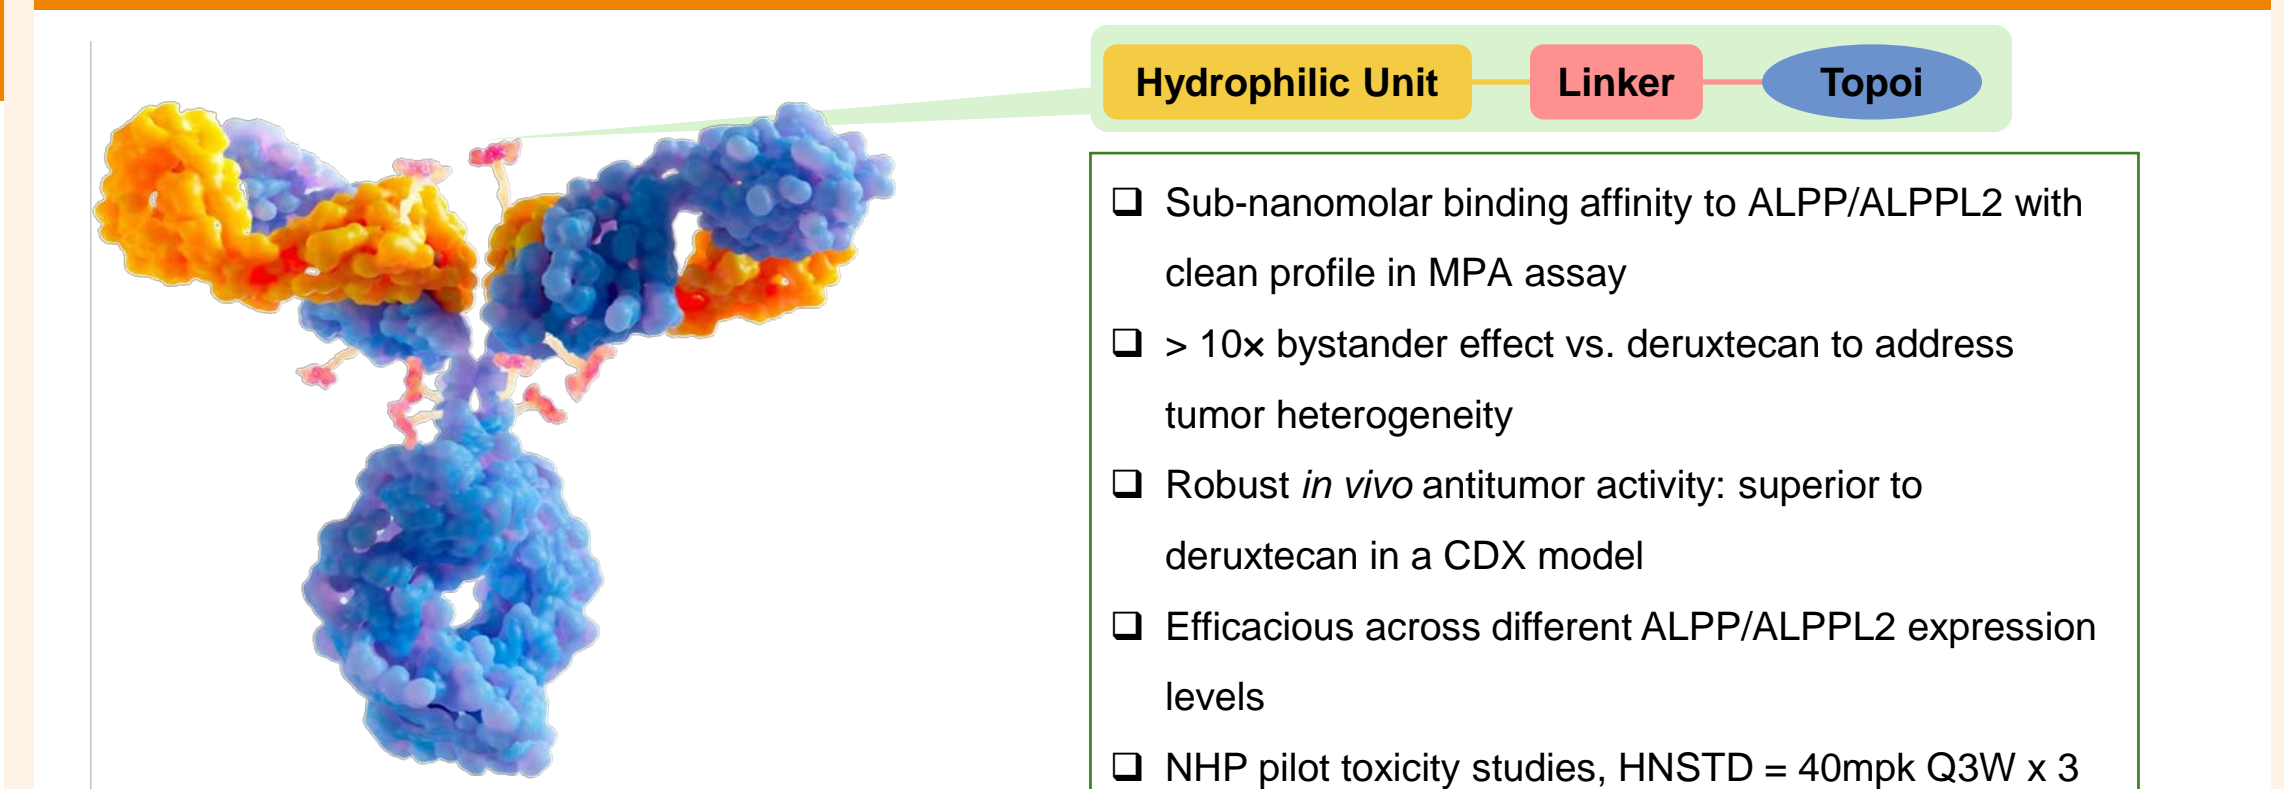 Hydrophilic Unit Linker Topoi
❑ Sub-nanomolar binding affinity to ALPP/ALPPL2 with
clean profile in MPA assay
❑ > 10× bystander effect vs. deruxtecan to address
tumor heterogeneity
❑ Robust in vivo antitumor activity: superior to
deruxtecan in a CDX model
❑ Efficacious across different ALPP/ALPPL2 expression
levels
❑ NHP pilot toxicity studies, HNSTD = 40mpk Q3W x 3